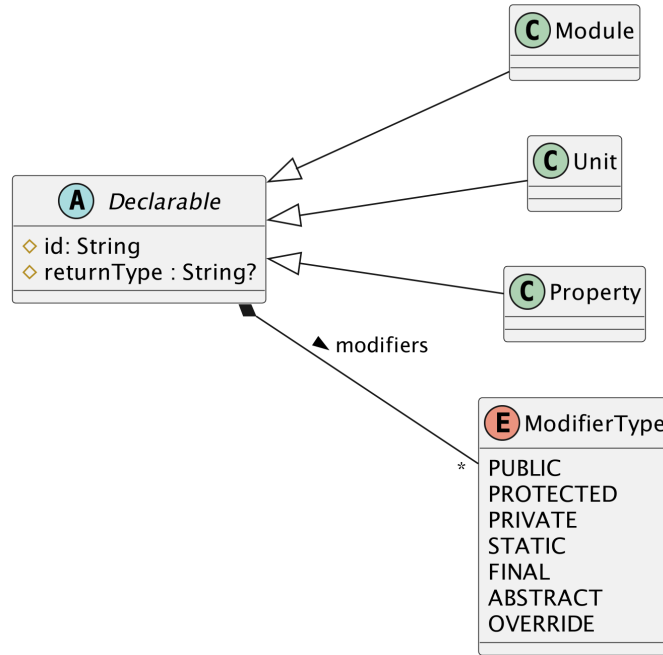 C Module
C Unit
A Declarable
id: String
returnType : String?
C Property
modifiers
E ModifierType
*
PUBLIC
PROTECTED
PRIVATE
STATIC
FINAL
ABSTRACT
OVERRIDE